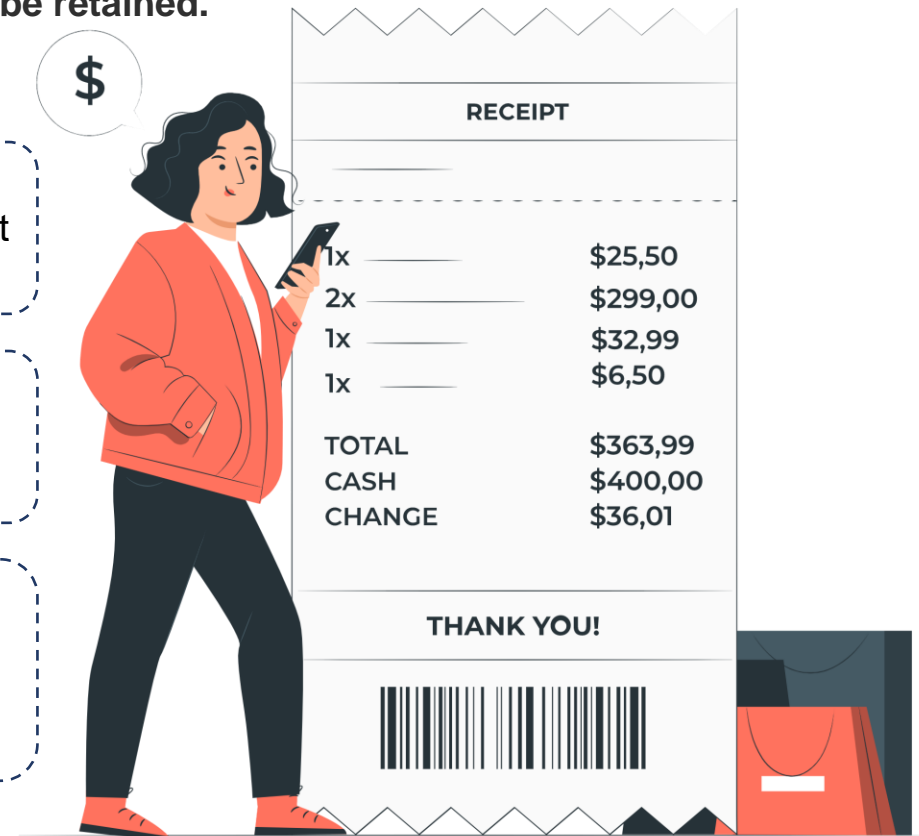 be retained.
$
t
RECEIPT
1x $25,50
2x $299,00
1x $32,99
1x $6,50
TOTAL $363,99
CASH $400,00
CHANGE $36,01
THANK YOU!